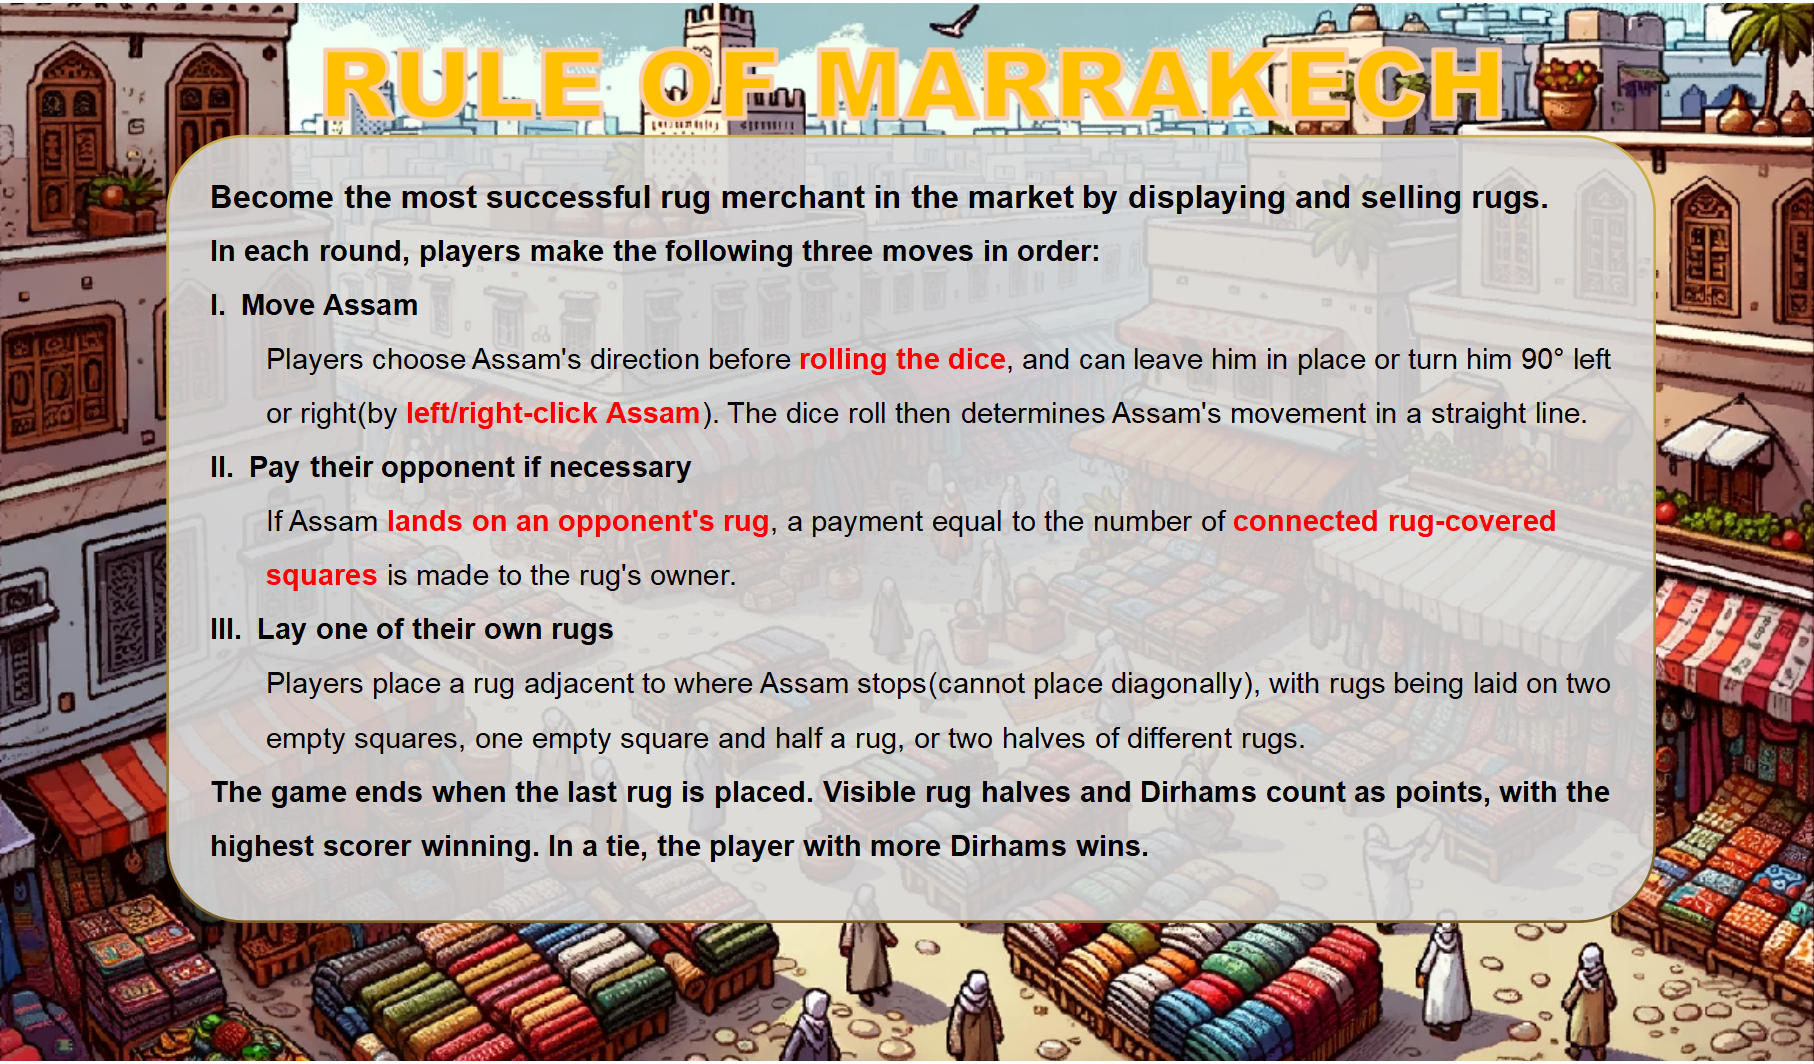 RULE OF MARRAKECH
Become the most successful rug merchant in the market by displaying and selling rugs.
In each round, players make the following three moves in order:
I. Move Assam
Players choose Assam's direction before rolling the dice, and can leave him in place or turn him 90° left
or right(by left/right-click Assam). The dice roll then determines Assam's movement in a straight line.
II. Pay their opponent if necessary
If Assam lands on an opponent's rug, a payment equal to the number of connected rug-covered
squares is made to the rug's owner.
III. Lay one of their own rugs
Players place a rug adjacent to where Assam stops(cannot place diagonally), with rugs being laid on two
empty squares, one empty square and half a rug, or two halves of different rugs.
The game ends when the last rug is placed. Visible rug halves and Dirhams count as points, with the
highest scorer winning. In a tie, the player with more Dirhams wins.